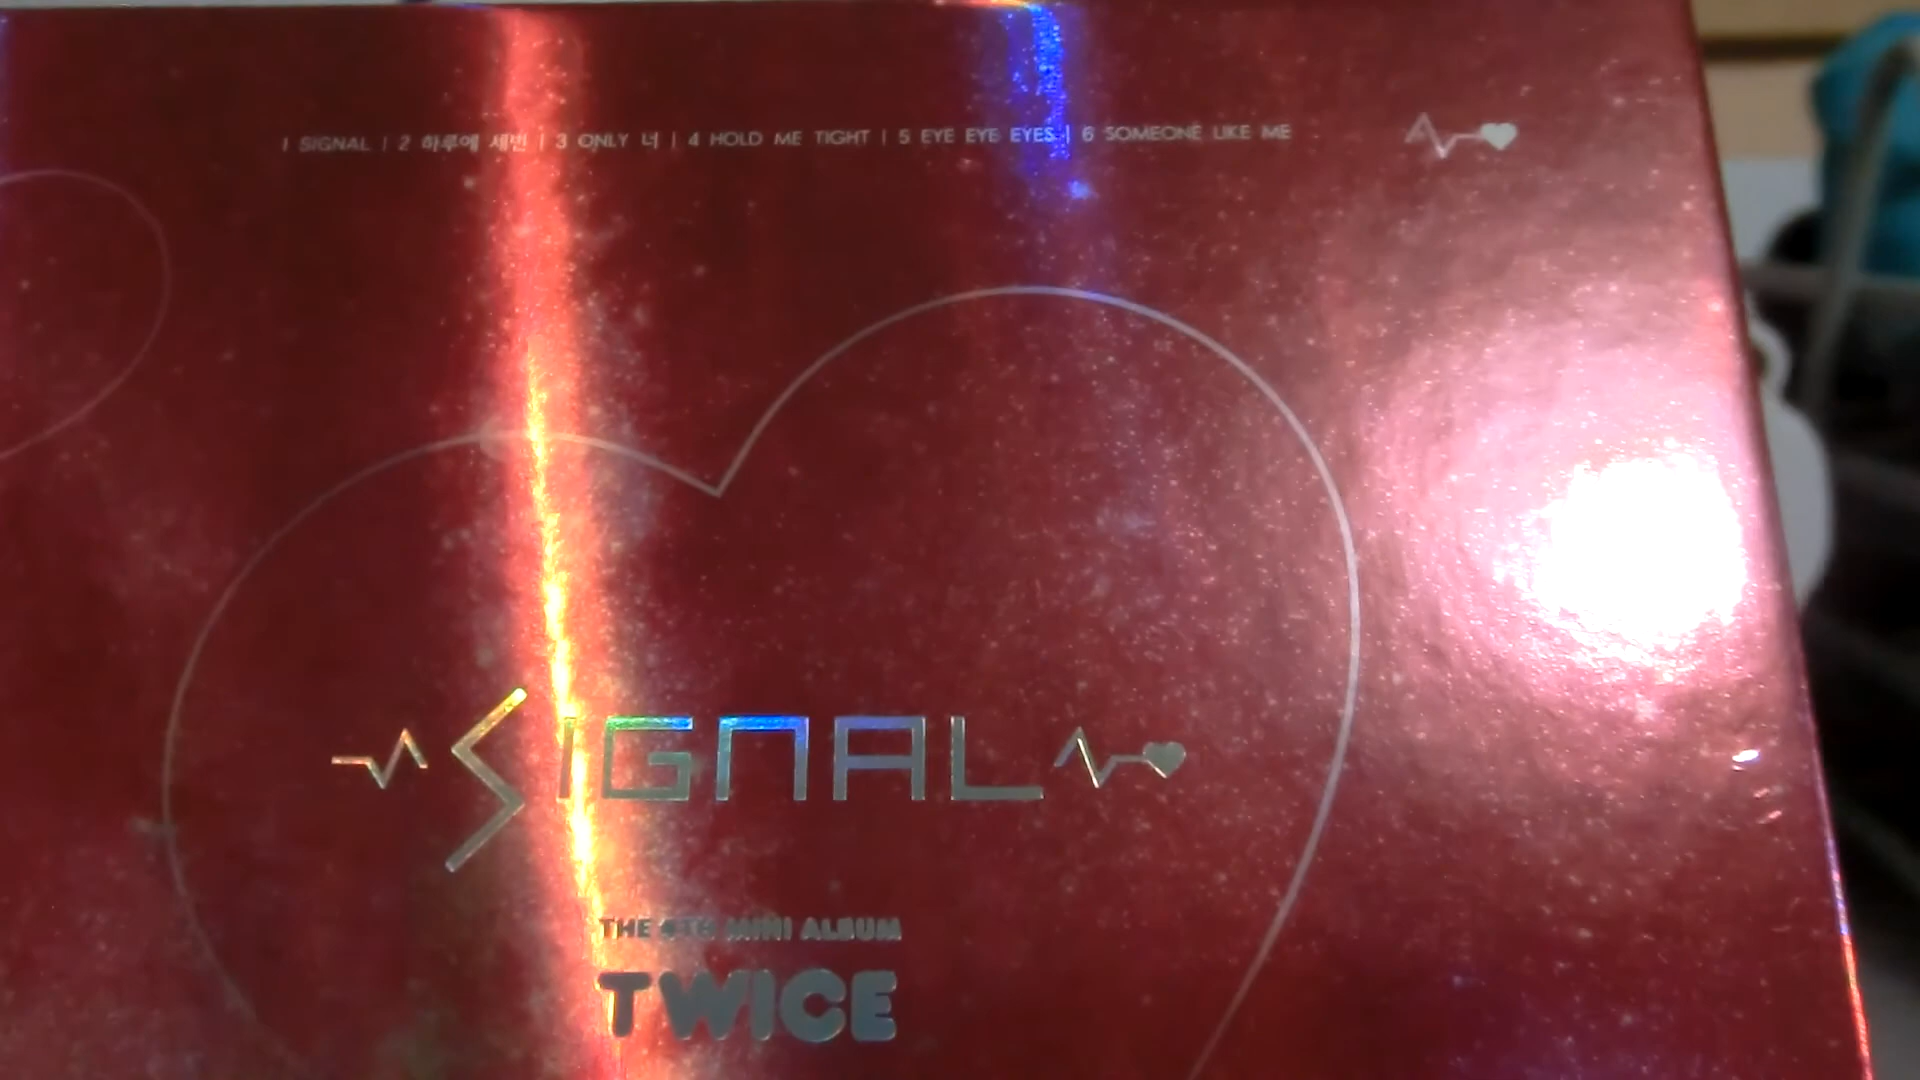 1 SIGNAL | 2 하루에 세번 | 3 ONLY 너 | 4 HOLD ME TIGHT | 5 EYE EYE EYES | 6 SOMEONE LIKE ME
SIGNAL
THE 4TH MINI ALBUM
TWICE